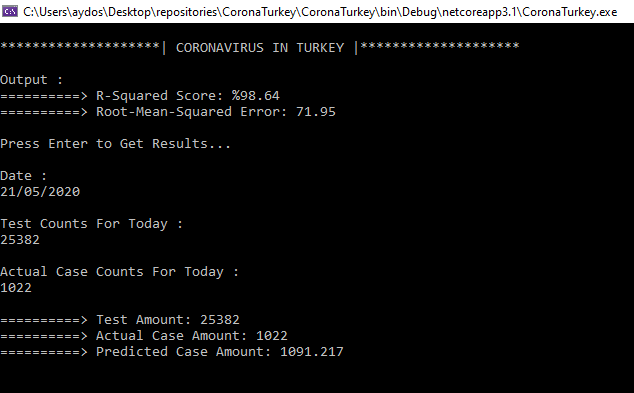 C:\Users\aydos\Desktop\repositories\CoronaTurkey\CoronaTurkey\bin\Debug\netcoreapp3.1\CoronaTurkey.exe
********************| CORONAVIRUS IN TURKEY |********************
Output :
==========> R-Squared Score: %98.64
==========> Root-Mean-Squared Error: 71.95
Press Enter to Get Results...
Date :
21/05/2020
Test Counts For Today :
25382
Actual Case Counts For Today :
1022
==========> Test Amount: 25382
==========> Actual Case Amount: 1022
==========> Predicted Case Amount: 1091.217